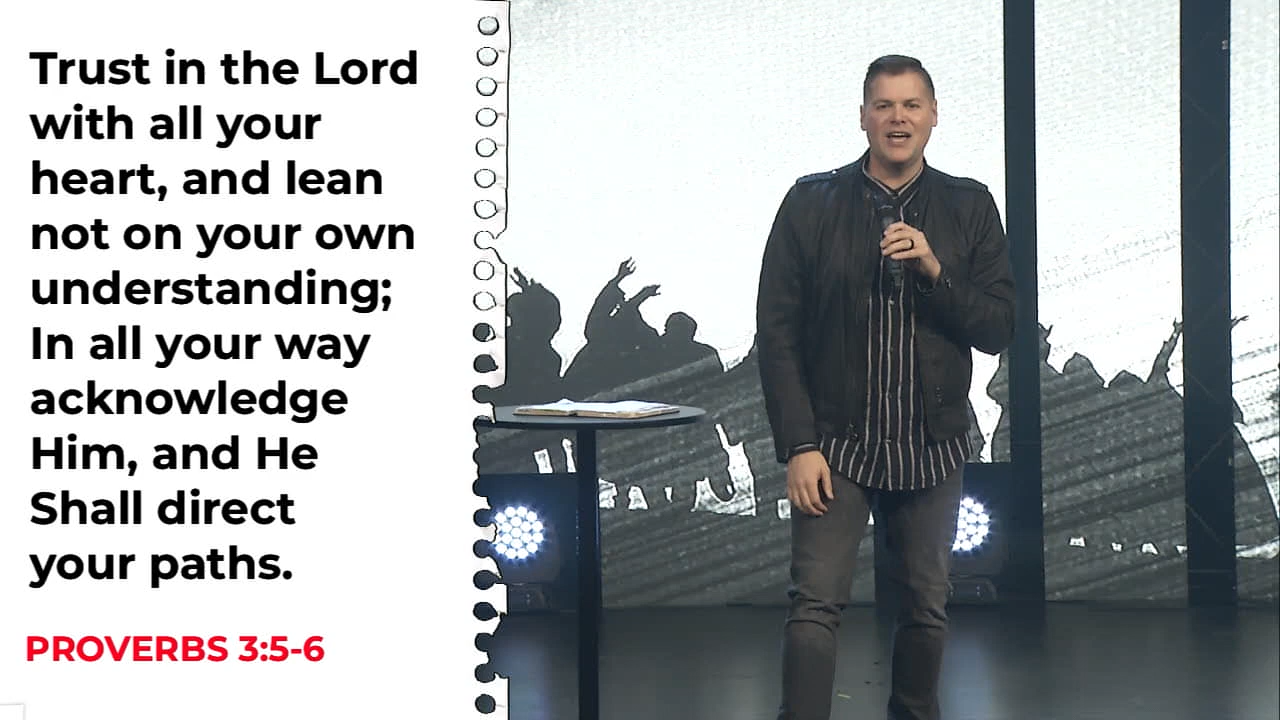 Trust in the Lord
with all your
heart, and lean
not on your own
understanding;
In all your way
acknowledge
Him, and He
Shall direct
your paths.
PROVERBS 3:5-6